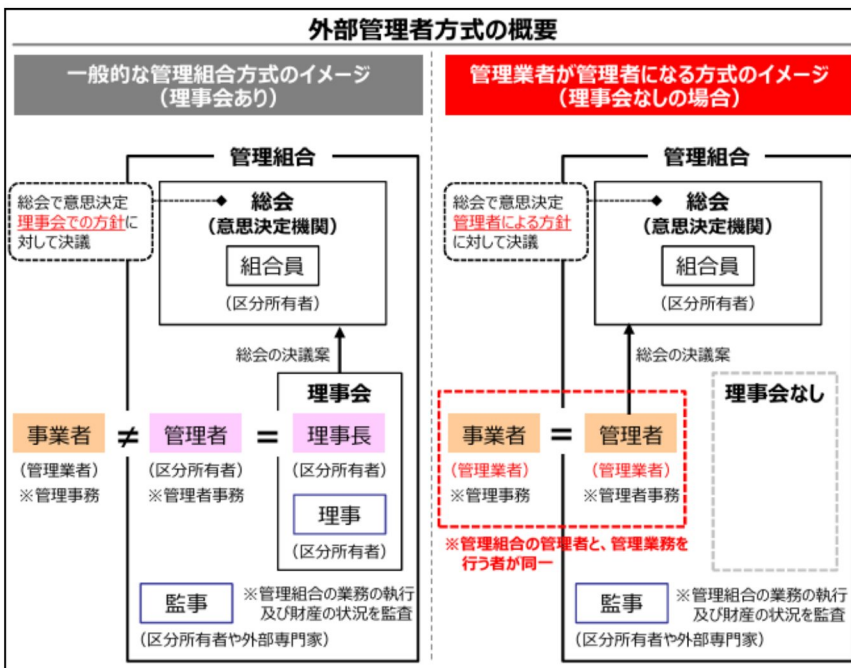 外部管理者方式の概要
一般的な管理組合方式のイメージ
（理事会あり）
管理組合
総会で意思決定
理事会での方針に
対して決議
総会
（意思決定機関）
組合員
（区分所有者）
総会の決議案
理事会
事業者 ≠ 管理者 = 理事長
（管理業者） （区分所有者） （区分所有者）
※管理事務 ※管理者事務
理事
（区分所有者）
監事
※管理組合の業務の執行
及び財産の状況を監査
（区分所有者や外部専門家）
管理業者が管理者になる方式のイメージ
（理事会なしの場合）
管理組合
総会で意思決定
管理者による方針
に対して決議
総会
（意思決定機関）
組合員
（区分所有者）
総会の決議案
理事会なし
事業者 = 管理者
（管理業者） （管理業者）
※管理事務 ※管理者事務
※管理組合の管理者と、管理業務を
行う者が同一
監事
※管理組合の業務の執行
及び財産の状況を監査
（区分所有者や外部専門家）